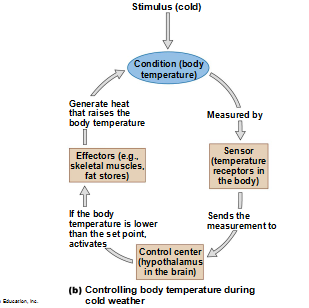 Stimulus (cold)
Condition (body
temperature)
Measured by
Sensor
(temperature
receptors in
the body)
Sends the
measurement to
Control center
(hypothalamus
in the brain)
If the body
temperature is lower
than the set point,
activates
Effectors (e.g.,
skeletal muscles,
fat stores)
Generate heat
that raises the
body temperature
(b) Controlling body temperature during
cold weather
Education, Inc.